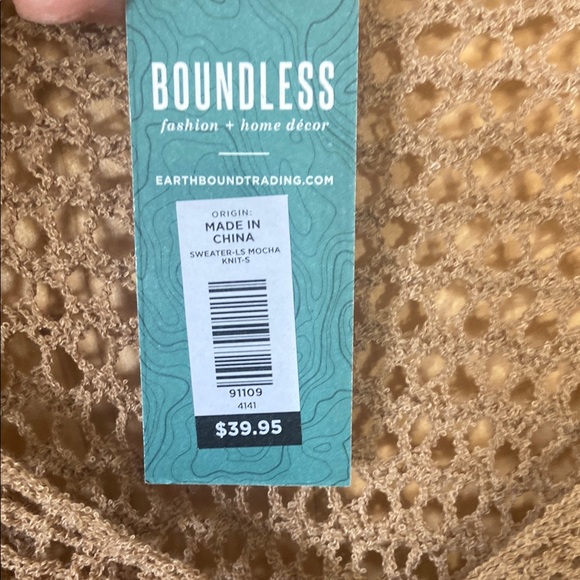 BOUNDLESS
fashion + home décor
EARTHBOUNDTRADING.COM
ORIGIN:
MADE IN
CHINA
SWEATER-LS MOCHA
KNIT-S
91109
4141
$39.95